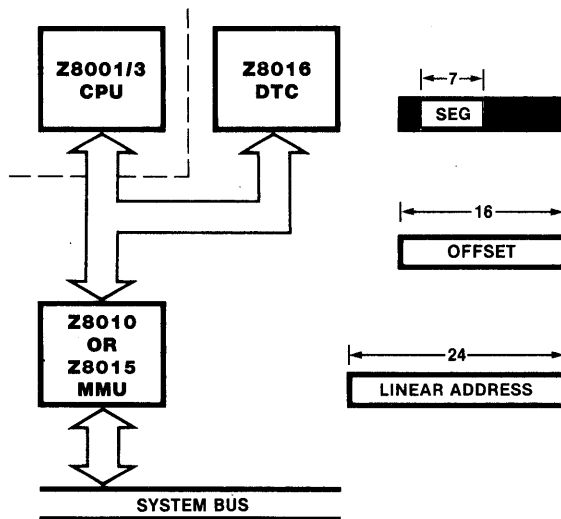 Z8001/3
CPU
Z8016
DTC
7
SEG
16
OFFSET
Z8010
OR
Z8015
MMU
24
LINEAR ADDRESS
SYSTEM BUS